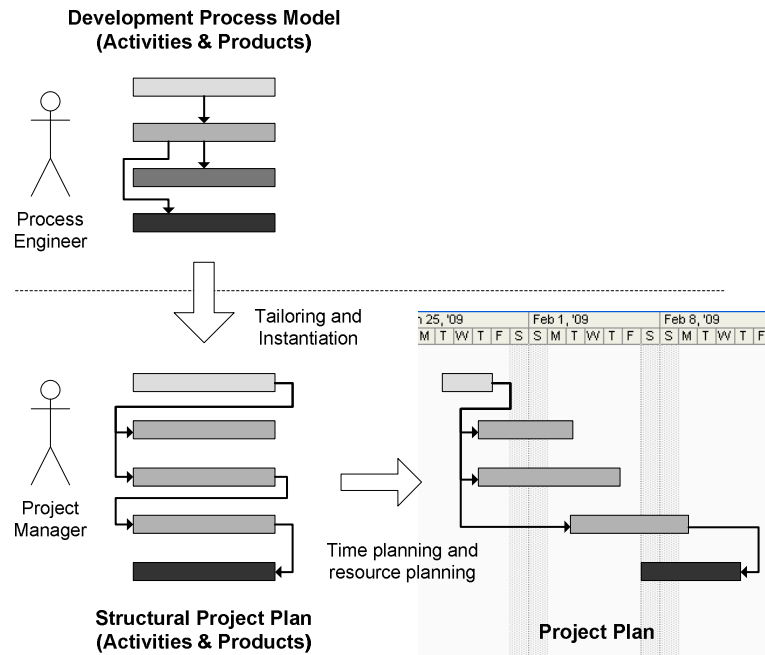 Development Process Model
(Activities & Products)
Process
Engineer
Tailoring and
Instantiation
25, '09 Feb 1, '09 Feb 8, '09
M T W T F S S M T W T F S S M T W T F
Project
Manager
Time planning and
resource planning
Structural Project Plan
(Activities & Products)
Project Plan